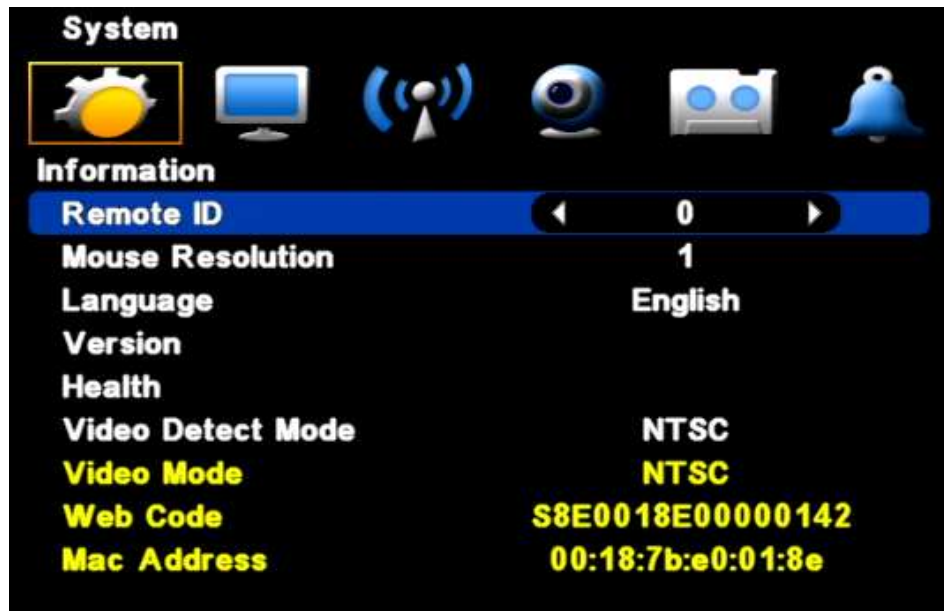 System
Information
Remote ID 0
Mouse Resolution 1
Language English
Version
Health
Video Detect Mode NTSC
Video Mode NTSC
Web Code S8E0018E00000142
Mac Address 00:18:7b:e0:01:8e